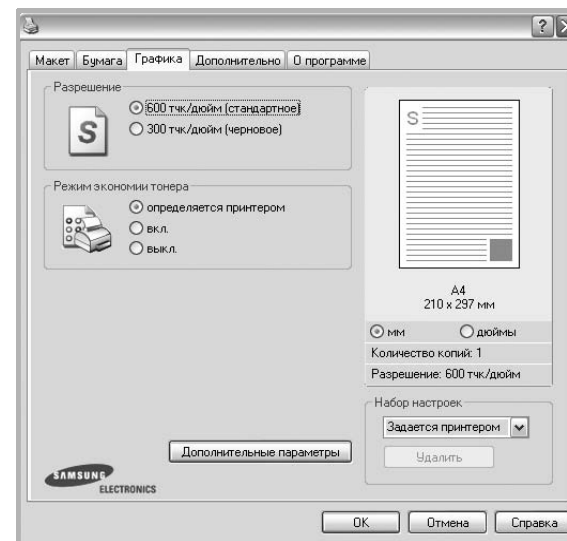 Макет Бумага Графика Дополнительно О программе
Разрешение
600 тчк/дюйм (стандартное)
300 тчк/дюйм (черновое)
S
Режим экономии тонера
определяется принтером
вкл.
выкл.
S
A4
210 x 297 мм
мм дюймы
Количество копий: 1
Разрешение: 600 тчк/дюйм
Набор настроек
Задается принтером
Удалить
Дополнительные параметры
SAMSUNG
ELECTRONICS
OK Отмена Справка